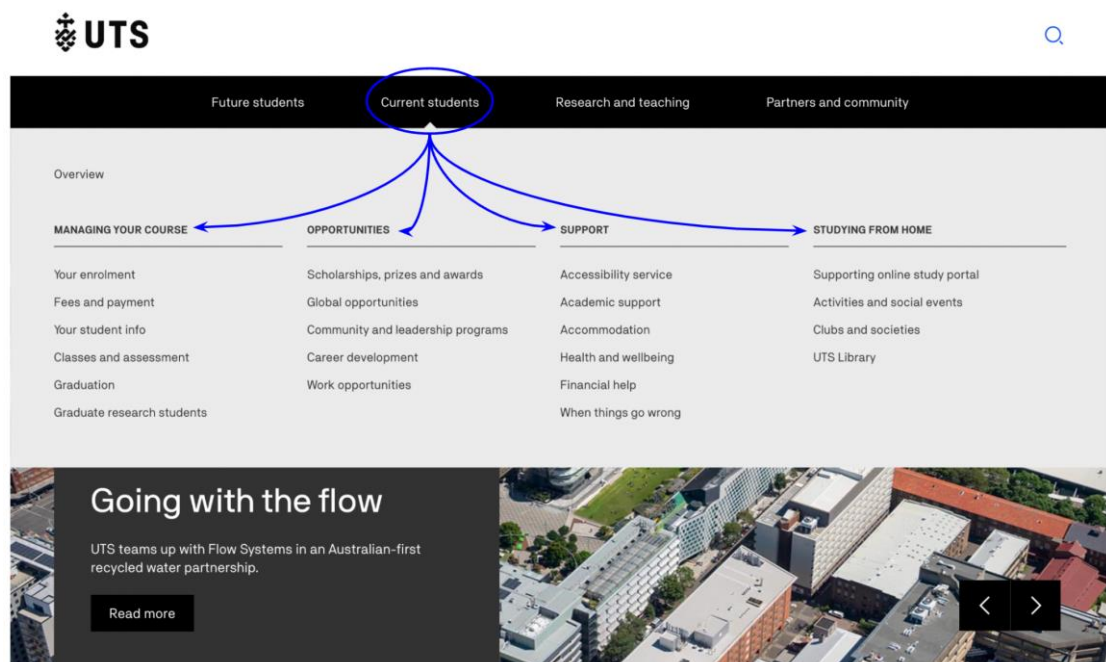 UTS
Future students
Current students
Research and teaching
Partners and community
Overview
MANAGING YOUR COURSE
Your enrolment
Fees and payment
Your student info
Classes and assessment
Graduation
Graduate research students
OPPORTUNITIES
Scholarships, prizes and awards
Global opportunities
Community and leadership programs
Career development
Work opportunities
SUPPORT
Accessibility service
Academic support
Accommodation
Health and wellbeing
Financial help
When things go wrong
STUDYING FROM HOME
Supporting online study portal
Activities and social events
Clubs and societies
UTS Library
Going with the flow
UTS teams up with Flow Systems in an Australian-first
recycled water partnership.
Read more